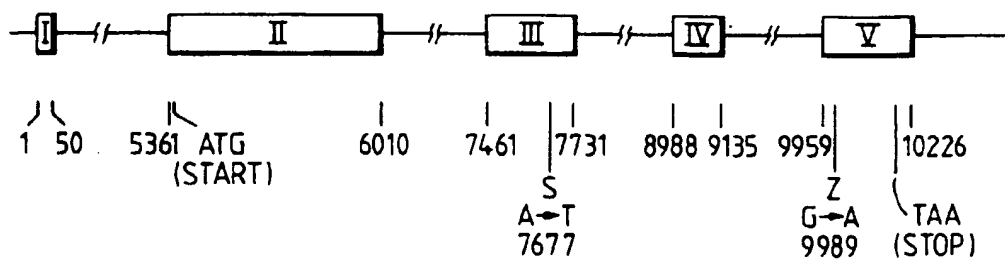 I II III IV V
1 50 5361 ATG 6010 7461 7731 8988 9135 9959 10226
(START)
S Z
A→T G→A TAA
7677 9989 (STOP)